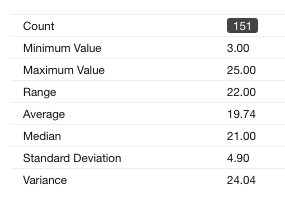 Count 151
Minimum Value 3.00
Maximum Value 25.00
Range 22.00
Average 19.74
Median 21.00
Standard Deviation 4.90
Variance 24.04